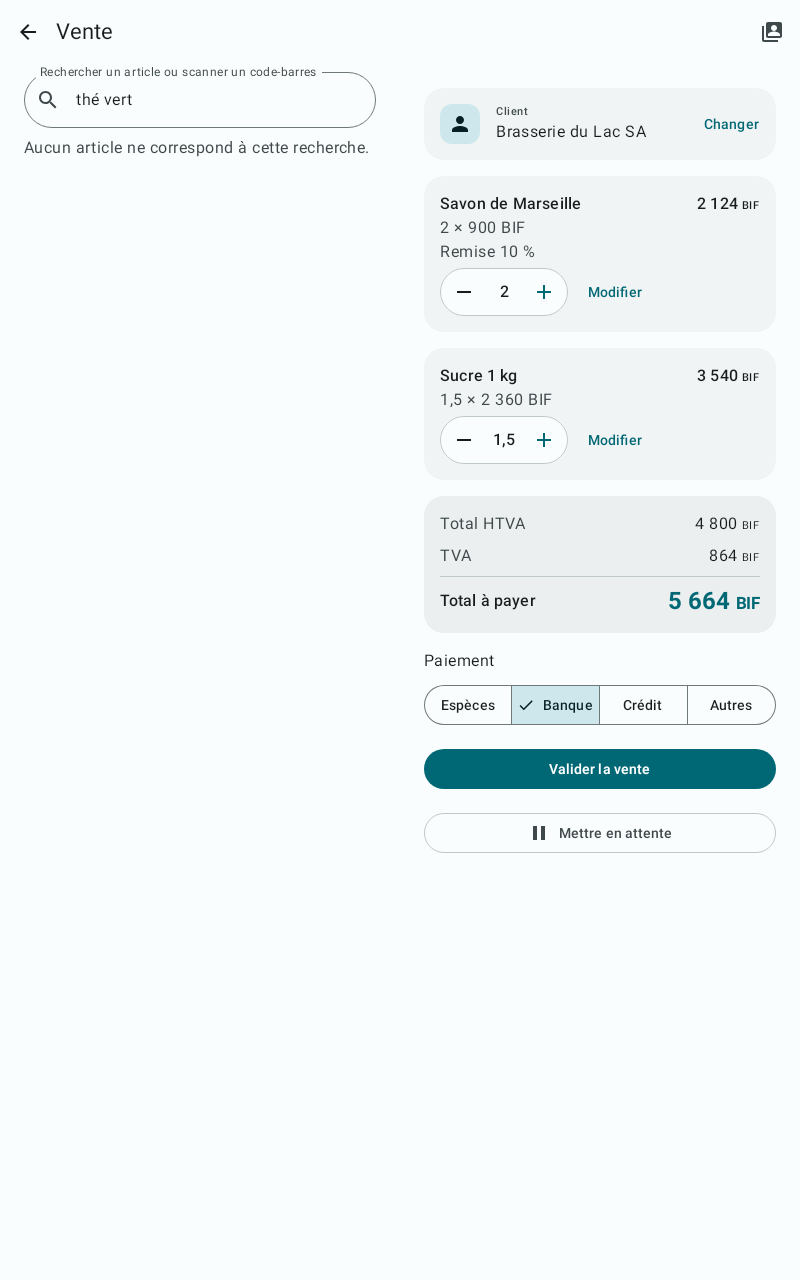 Vente
Rechercher un article ou scanner un code-barres
thé vert
Aucun article ne correspond à cette recherche.
Client
Brasserie du Lac SA
Changer
Savon de Marseille 2 124 BIF
2 × 900 BIF
Remise 10 %
2 Modifier
Sucre 1 kg 3 540 BIF
1,5 × 2 360 BIF
1,5 Modifier
Total HTVA 4 800 BIF
TVA 864 BIF
Total à payer 5 664 BIF
Paiement
Espèces Banque Crédit Autres
Valider la vente
Mettre en attente